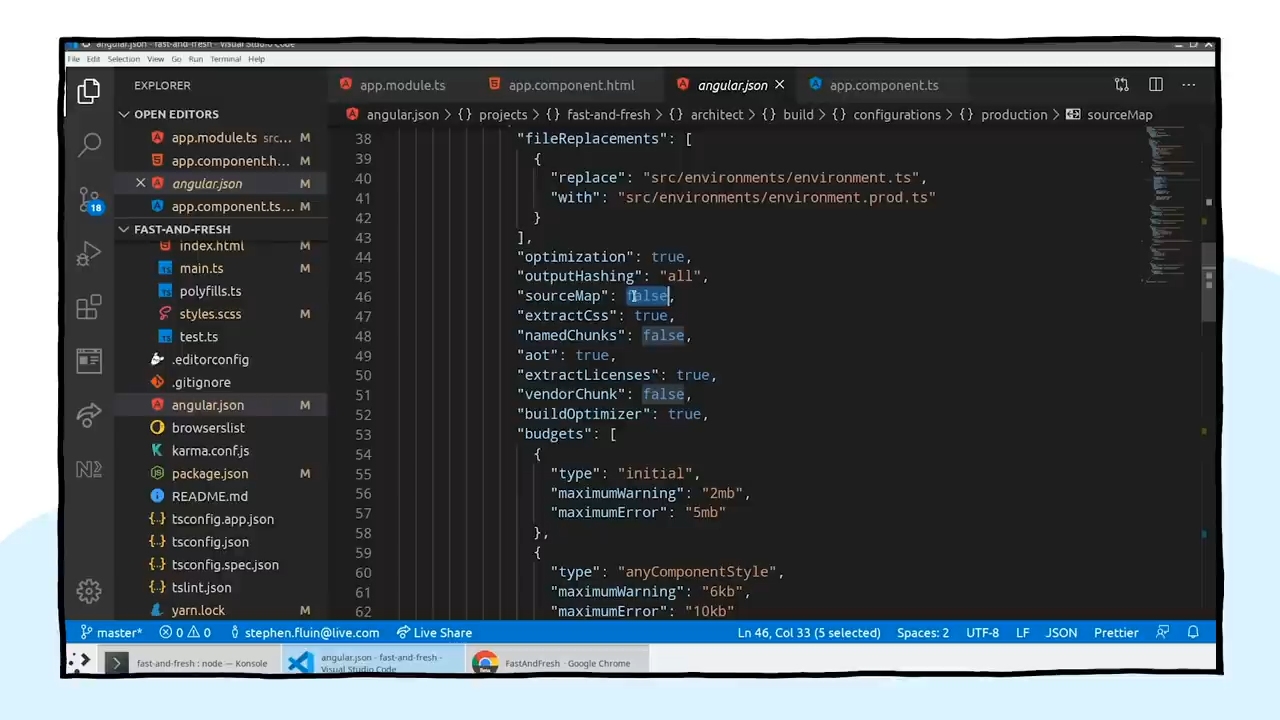 angular.json - fast-and-fresh - Visual Studio Code
File Edit Selection View Go Run Terminal Help
EXPLORER
OPEN EDITORS
app.module.ts src... M
app.component.h... M
angular.json M
app.component.ts... M
FAST-AND-FRESH
index.html
main.ts
polyfills.ts
styles.scss
test.ts
.editorconfig
.gitignore
angular.json M
browserslist
karma.conf.js
package.json M
README.md
tsconfig.app.json
tsconfig.json
tsconfig.spec.json
tslint.json
yarn.lock M
18
app.module.ts app.component.html angular.json app.component.ts
angular.json > {} projects > {} fast-and-fresh > {} architect > {} build > {} configurations > {} production > sourceMap
38 "fileReplacements": [
39 {
40 "replace": "src/environments/environment.ts",
41 "with": "src/environments/environment.prod.ts"
42 }
43 ],
44 "optimization": true,
45 "outputHashing": "all",
46 "sourceMap": false,
47 "extractCss": true,
48 "namedChunks": false,
49 "aot": true,
50 "extractLicenses": true,
51 "vendorChunk": false,
52 "buildOptimizer": true,
53 "budgets": [
54 {
55 "type": "initial",
56 "maximumWarning": "2mb",
57 "maximumError": "5mb"
58 },
59 {
60 "type": "anyComponentStyle",
61 "maximumWarning": "6kb",
62 "maximumError": "10kb"
master* 0 0 stephen.fluin@live.com Live Share Ln 46, Col 33 (5 selected) Spaces: 2 UTF-8 LF JSON Prettier
fast-and-fresh : node — Konsole
angular.json - fast-and-fresh - Visual Studio Code
FastAndFresh - Google Chrome